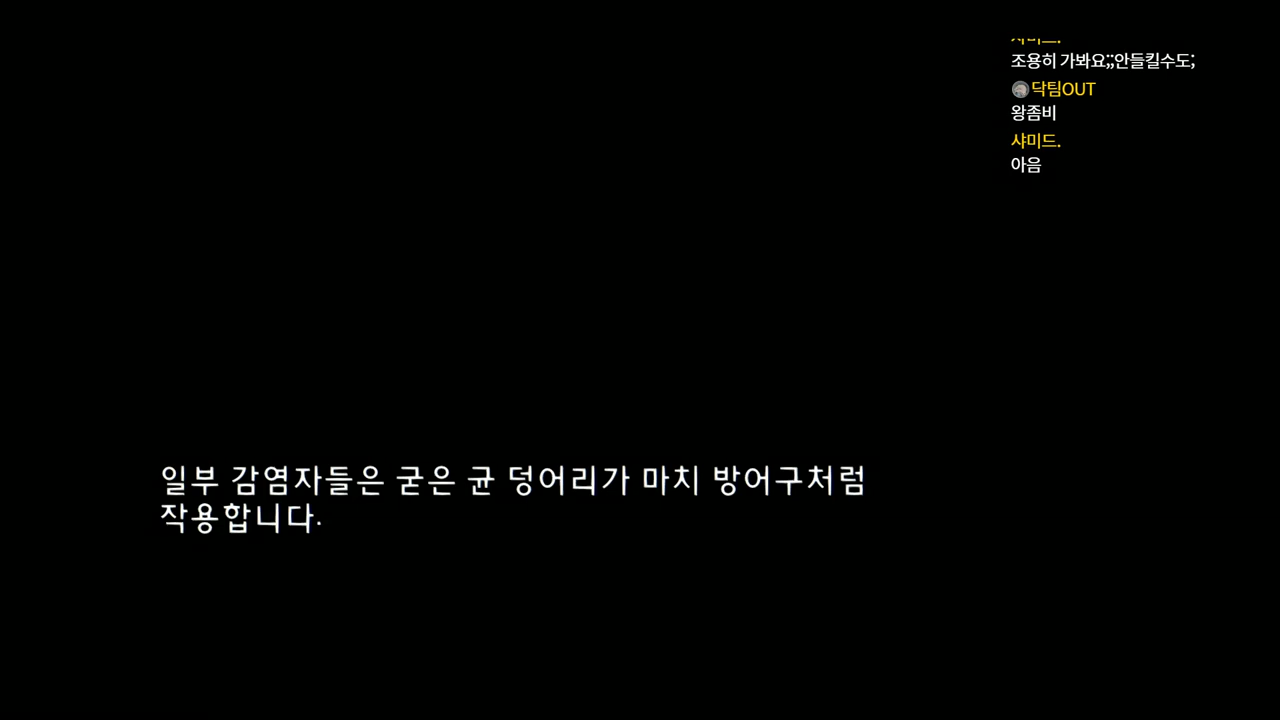 조용히 가봐요;;안들킬수도;
닥팀OUT
왕좀비
샤미드.
아음
일부 감염자들은 굳은 균 덩어리가 마치 방어구처럼
작용합니다.